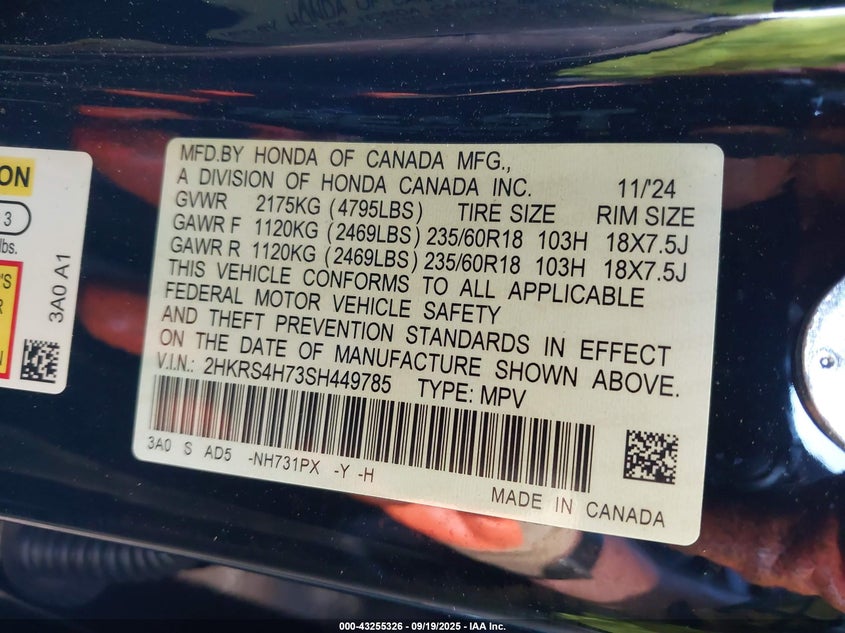 MFD.BY HONDA OF CANADA MFG.,
A DIVISION OF HONDA CANADA INC. 11/'24
GVWR 2175KG (4795LBS) TIRE SIZE RIM SIZE
GAWR F 1120KG (2469LBS) 235/60R18 103H 18X7.5J
GAWR R 1120KG (2469LBS) 235/60R18 103H 18X7.5J
THIS VEHICLE CONFORMS TO ALL APPLICABLE
FEDERAL MOTOR VEHICLE SAFETY
AND THEFT PREVENTION STANDARDS IN EFFECT
ON THE DATE OF MANUFACTURE SHOWN ABOVE.
V.I.N.: 2HKRS4H73SH449785 TYPE: MPV
3A0 S AD5 -NH731PX -Y -H
MADE IN CANADA
ON
3
lbs.
'S
R
3A0 A1
000-43255326 - 09/19/2025 - IAA Inc.